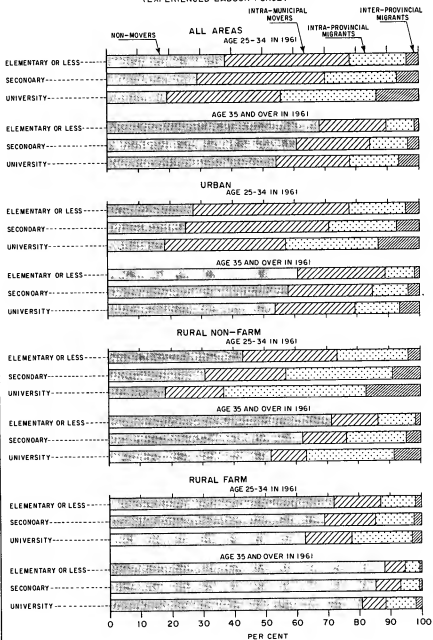 INTRA-MUNICIPAL MOVERS
INTER-PROVINCIAL MIGRANTS
NON-MOVERS
INTRA-PROVINCIAL MIGRANTS
ALL AREAS
AGE 25-34 IN 1961
ELEMENTARY OR LESS
SECONDARY
UNIVERSITY
AGE 35 AND OVER IN 1961
ELEMENTARY OR LESS
SECONDARY
UNIVERSITY
URBAN
AGE 25-34 IN 1961
ELEMENTARY OR LESS
SECONDARY
UNIVERSITY
AGE 35 AND OVER IN 1961
ELEMENTARY OR LESS
SECONDARY
UNIVERSITY
RURAL NON-FARM
AGE 25-34 IN 1961
ELEMENTARY OR LESS
SECONDARY
UNIVERSITY
AGE 35 AND OVER IN 1961
ELEMENTARY OR LESS
SECONDARY
UNIVERSITY
RURAL FARM
AGE 25-34 IN 1961
ELEMENTARY OR LESS
SECONDARY
UNIVERSITY
AGE 35 AND OVER IN 1961
ELEMENTARY OR LESS
SECONDARY
UNIVERSITY
0 10 20 30 40 50 60 70 80 90 100
PER CENT